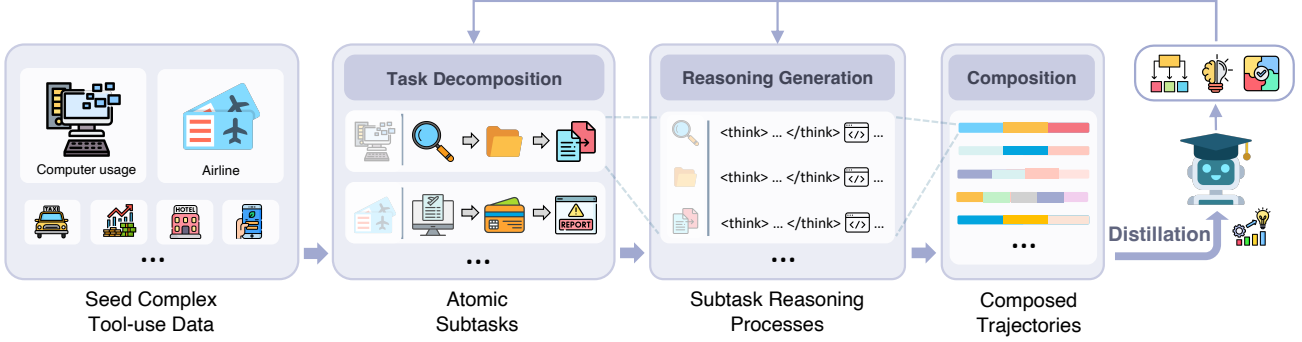 Task Decomposition
Reasoning Generation
Composition
Computer usage
Airline
TAXI
HOTEL
...
<think> ... </think> </> ...
<think> ... </think> </> ...
<think> ... </think> </> ...
REPORT
...
...
...
Distillation
Seed Complex
Tool-use Data
Atomic
Subtasks
Subtask Reasoning
Processes
Composed
Trajectories